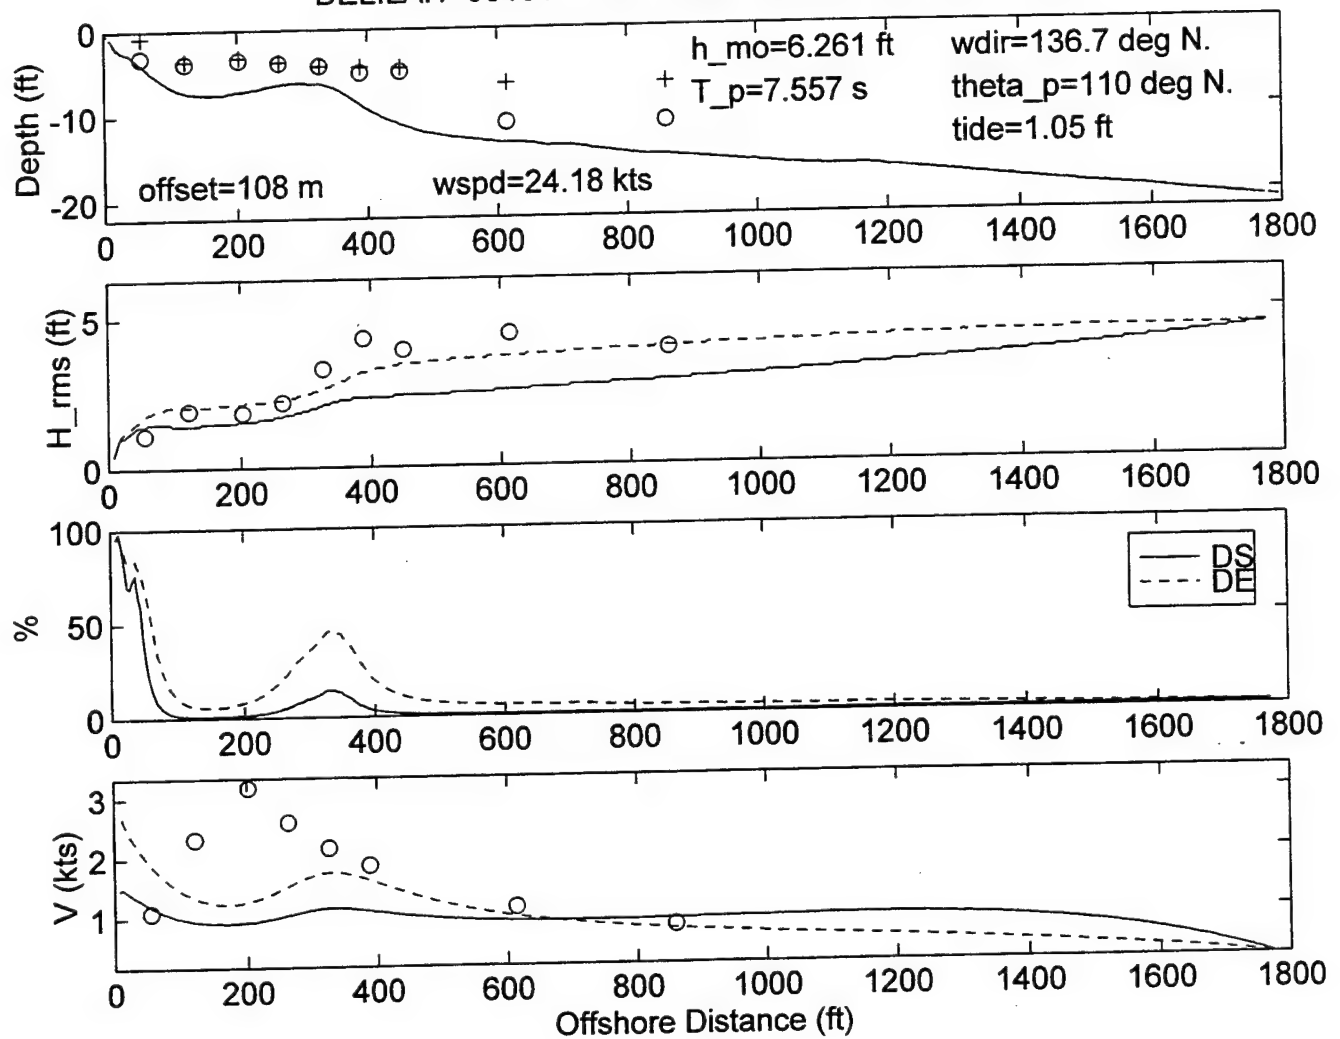 h_mo=6.261 ft
wdir=136.7 deg N.
T_p=7.557 s
theta_p=110 deg N.
tide=1.05 ft
offset=108 m
wspd=24.18 kts
Depth (ft)
0
-10
-20
0 200 400 600 800 1000 1200 1400 1600 1800
H_rms (ft)
5
0
0 200 400 600 800 1000 1200 1400 1600 1800
%
100
50
0
DS
DE
0 200 400 600 800 1000 1200 1400 1600 1800
V (kts)
3
2
1
0 200 400 600 800 1000 1200 1400 1600 1800
Offshore Distance (ft)